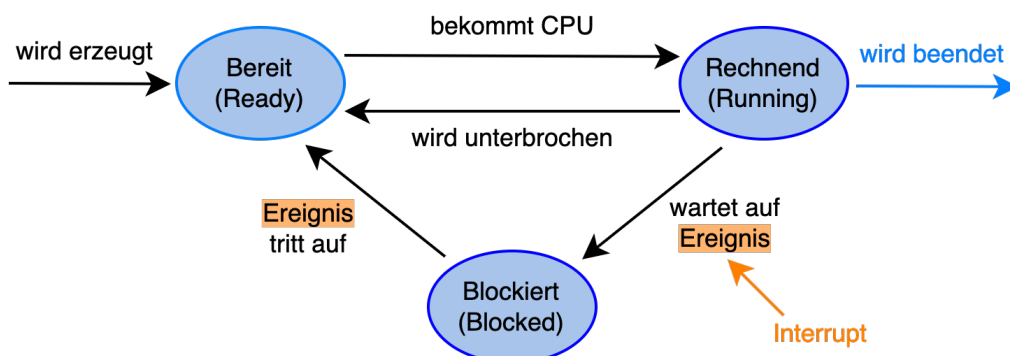 wird erzeugt
Bereit
(Ready)
bekommt CPU
wird unterbrochen
Rechnend
(Running)
wird beendet
Ereignis
tritt auf
wartet auf
Ereignis
Blockiert
(Blocked)
Interrupt